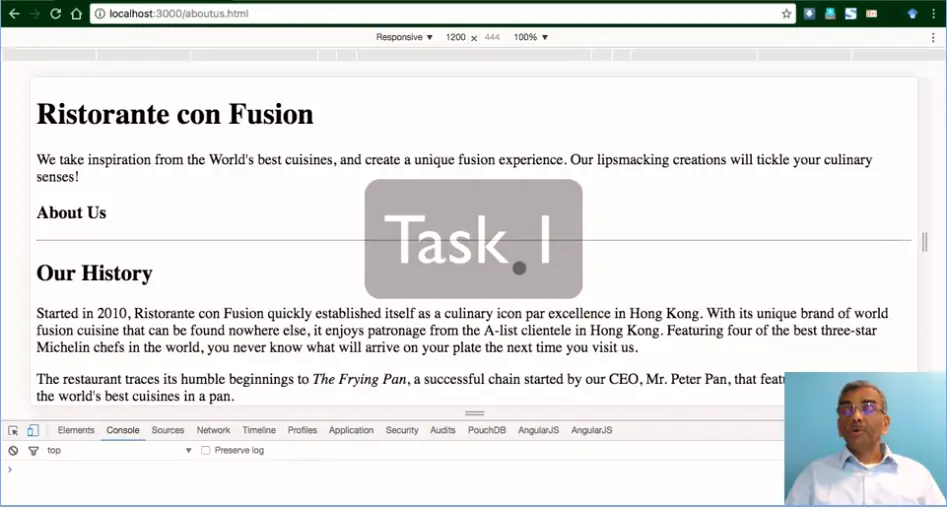 localhost:3000/aboutus.html
Responsive ▼ 1200 × 444 100% ▼
Ristorante con Fusion
We take inspiration from the World's best cuisines, and create a unique fusion experience. Our lipsmacking creations will tickle your culinary
senses!
About Us
Task 1
Our History
Started in 2010, Ristorante con Fusion quickly established itself as a culinary icon par excellence in Hong Kong. With its unique brand of world
fusion cuisine that can be found nowhere else, it enjoys patronage from the A-list clientele in Hong Kong. Featuring four of the best three-star
Michelin chefs in the world, you never know what will arrive on your plate the next time you visit us.
The restaurant traces its humble beginnings to The Frying Pan, a successful chain started by our CEO, Mr. Peter Pan, that
the world's best cuisines in a pan.
Elements Console Sources Network Timeline Profiles Application Security Audits PouchDB AngularJS AngularJS
top ▼ Preserve log